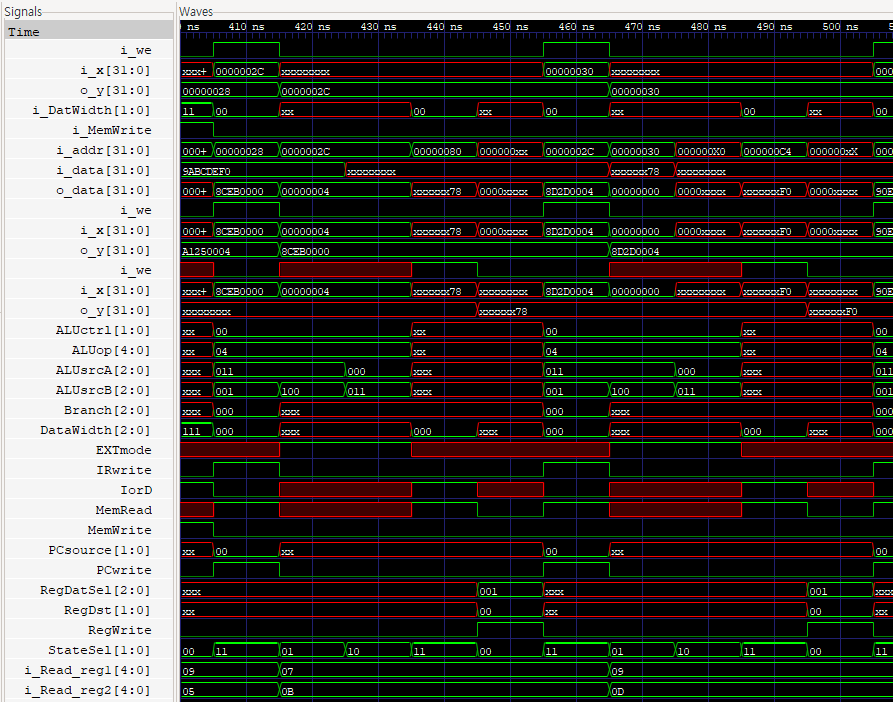 Signals Waves
Time ns 410 ns 420 ns 430 ns 440 ns 450 ns 460 ns 470 ns 480 ns 490 ns 500 ns 5
i_we
i_x[31:0] xxx+ 0000002C xxxxxxxx 00000030 xxxxxxxx 000
o_y[31:0] 00000028 0000002C 00000030
i_DatWidth[1:0] 11 00 xx 00 xx 00 xx 00 xx 00
i_MemWrite
i_addr[31:0] 000+ 00000028 0000002C 00000080 000000xx 0000002C 00000030 000000X0 000000C4 000000xX 000
i_data[31:0] 9ABCDEF0 xxxxxxxx xxxxxx78 xxxxxxxx
o_data[31:0] 000+ 8CEB0000 00000004 xxxxxx78 0000xxxx 8D2D0004 00000000 0000xxxx xxxxxxF0 0000xxxx 90E
i_we
i_x[31:0] 000+ 8CEB0000 00000004 xxxxxx78 0000xxxx 8D2D0004 00000000 0000xxxx xxxxxxF0 0000xxxx 90E
o_y[31:0] A1250004 8CEB0000 8D2D0004
i_we
i_x[31:0] xxx+ 8CEB0000 00000004 xxxxxx78 xxxxxxxx 8D2D0004 00000000 xxxxxxxx xxxxxxF0 xxxxxxxx 90E
o_y[31:0] xxxxxxxx xxxxxx78 xxxxxxF0
ALUctrl[1:0] xx 00 xx 00 xx 00
ALUop[4:0] xx 04 xx 04 xx 04
ALUsrcA[2:0] xxx 011 000 xxx 011 000 xxx 011
ALUsrcB[2:0] xxx 001 100 011 xxx 001 100 011 xxx 001
Branch[2:0] xxx 000 xxx 000 xxx 000
DataWidth[2:0] 111 000 xxx 000 xxx 000 xxx 000 xxx 000
EXTmode
IRwrite
IorD
MemRead
MemWrite
PCsource[1:0] xx 00 xx 00 xx 00
PCwrite
RegDatSel[2:0] xxx 001 xxx 001 xxx
RegDst[1:0] xx 00 xx 00 xx
RegWrite
StateSel[1:0] 00 11 01 10 11 00 11 01 10 11 00 11
i_Read_reg1[4:0] 09 07 09
i_Read_reg2[4:0] 05 0B 0D